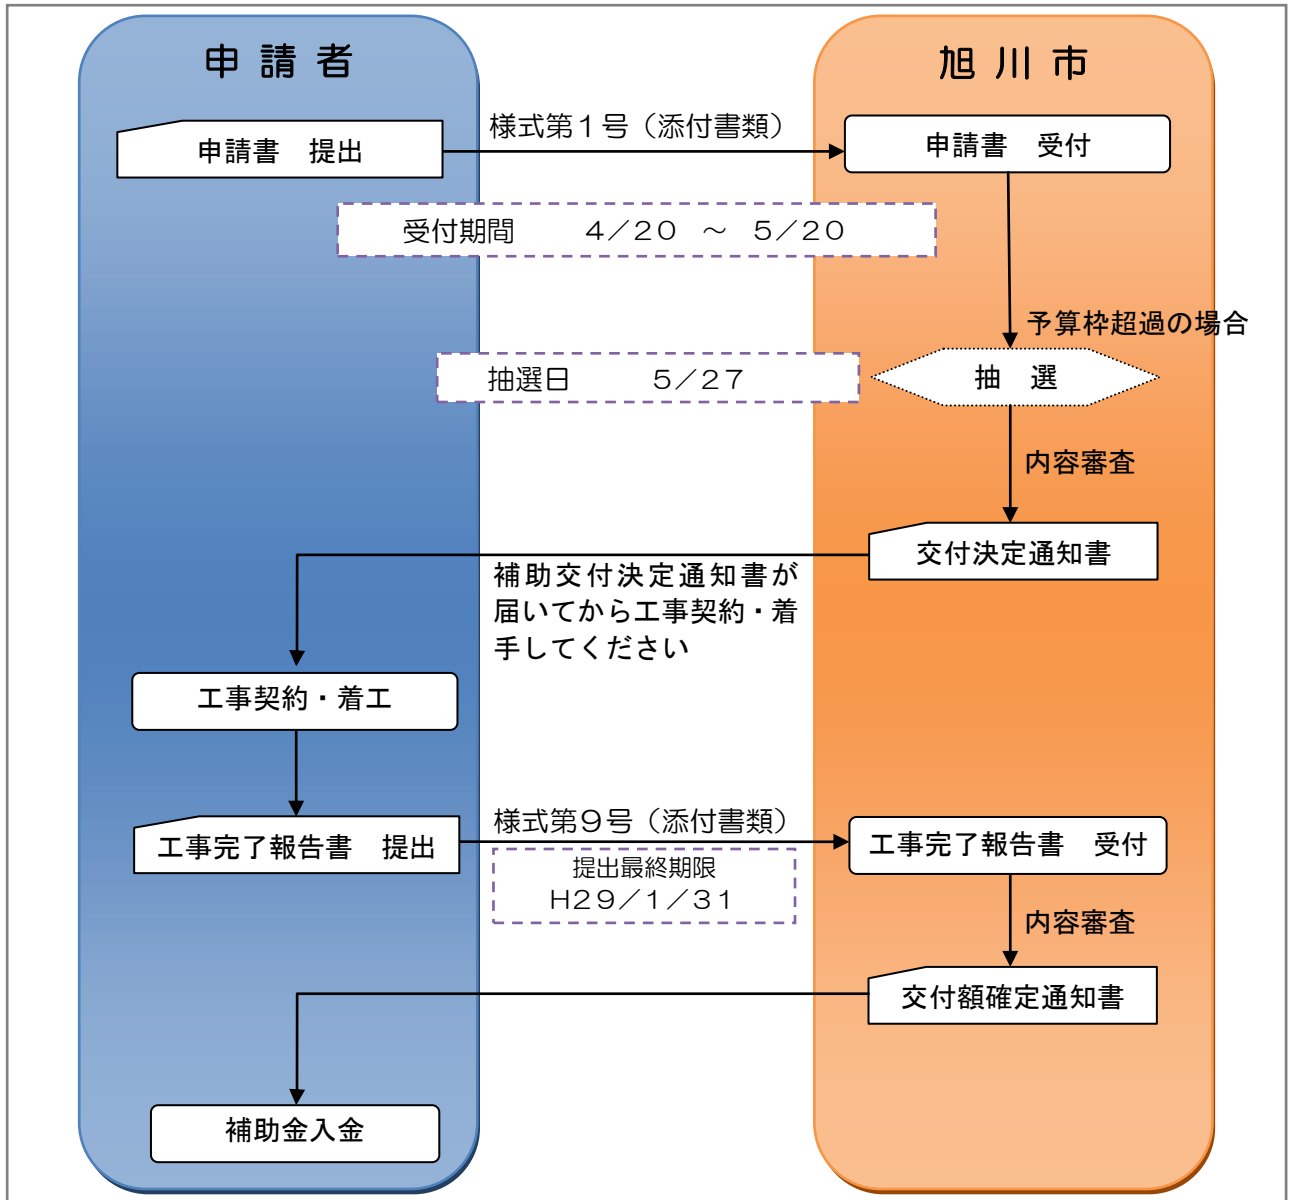 申請者
旭川市
申請書　提出
様式第１号（添付書類）
申請書　受付
受付期間　　４／２０　～　５／２０
予算枠超過の場合
抽選日　　　５／２７
抽　選
内容審査
交付決定通知書
補助交付決定通知書が
届いてから工事契約・着
手してください
工事契約・着工
様式第９号（添付書類）
工事完了報告書　提出
工事完了報告書　受付
提出最終期限
Ｈ２９／１／３１
内容審査
交付額確定通知書
補助金入金